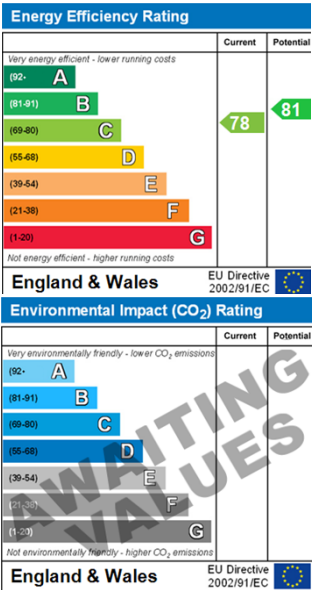 Energy Efficiency Rating
Current Potential
Very energy efficient - lower running costs
(92- A
(81-91) B
(69-80) C
(55-68) D
(39-54) E
(21-38) F
(1-20) G
78
81
Not energy efficient - higher running costs
England & Wales
EU Directive
2002/91/EC
Environmental Impact (CO₂) Rating
Current Potential
Very environmentally friendly - lower CO₂ emissions
(92- A
(81-91) B
(69-80) C
(55-68) D
(39-54) E
(21-38) F
(1-20) G
AWAITING
VALUES
Not environmentally friendly - higher CO₂ emissions
England & Wales
EU Directive
2002/91/EC